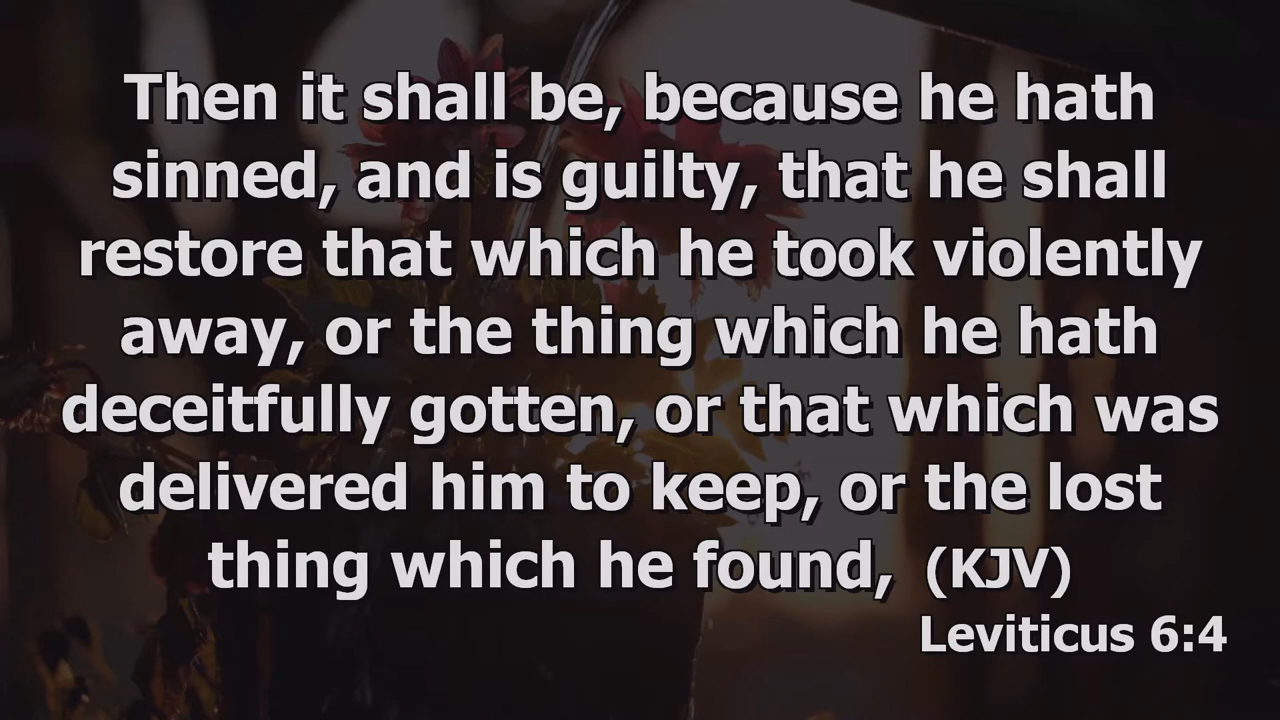 Then it shall be, because he hath
sinned, and is guilty, that he shall
restore that which he took violently
away, or the thing which he hath
deceitfully gotten, or that which was
delivered him to keep, or the lost
thing which he found, (KJV)
Leviticus 6:4